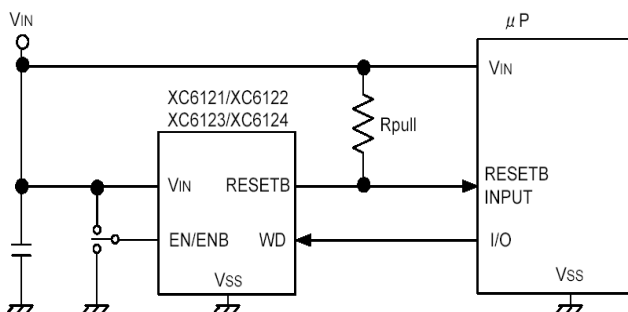 VIN
μP
VIN
XC6121/XC6122
XC6123/XC6124
Rpull
VIN
RESETB
RESETB
INPUT
EN/ENB
WD
I/O
VSS
VSS